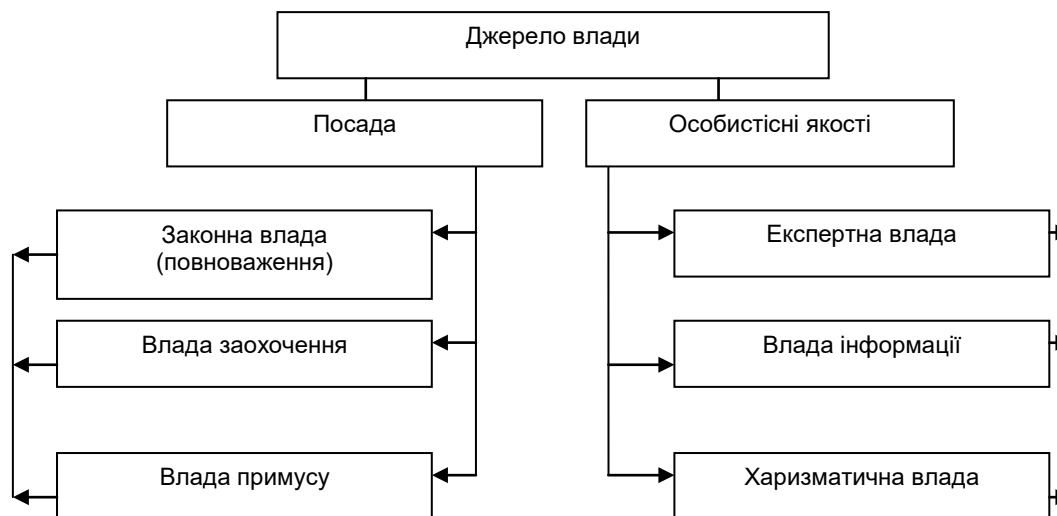 Джерело влади
Посада
Особистісні якості
Законна влада
(повноваження)
Експертна влада
Влада заохочення
Влада інформації
Влада примусу
Харизматична влада